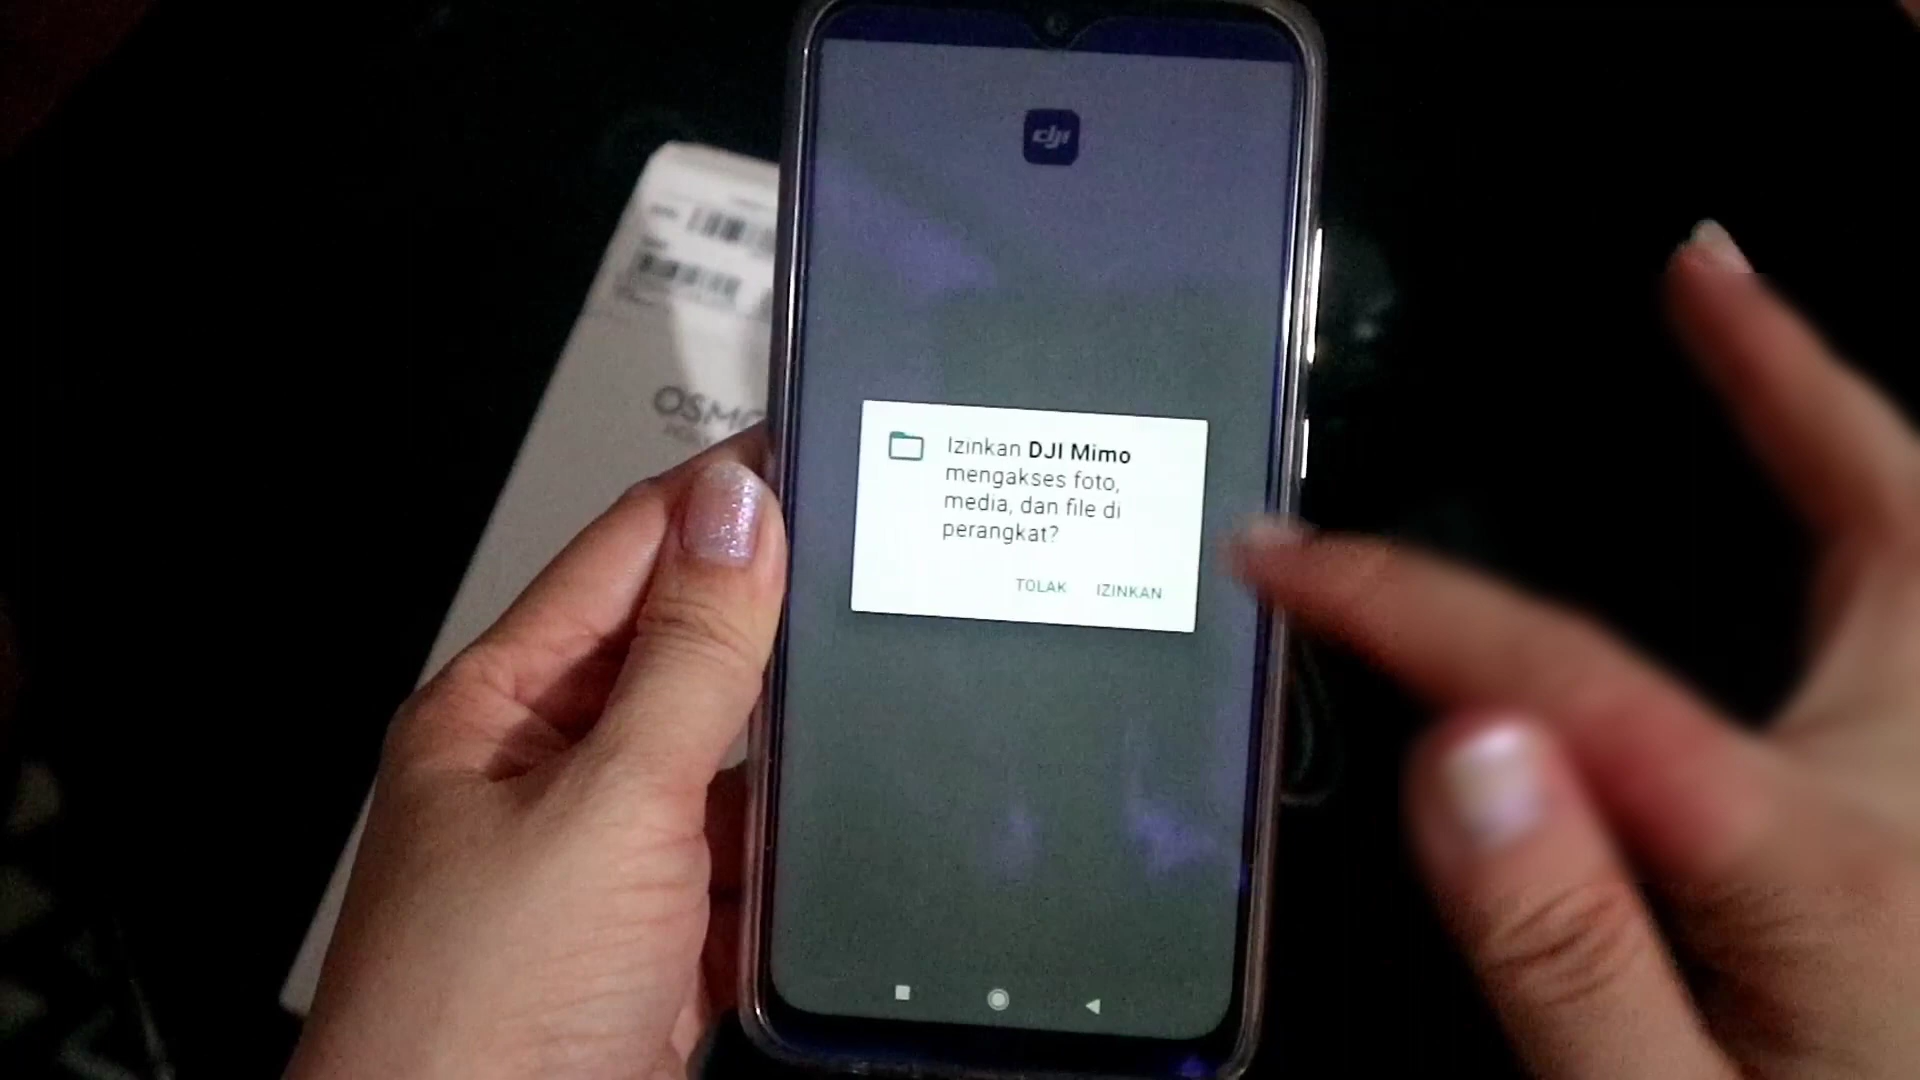 dji
OSMO
Izinkan DJI Mimo
mengakses foto,
media, dan file di
perangkat?
TOLAK IZINKAN